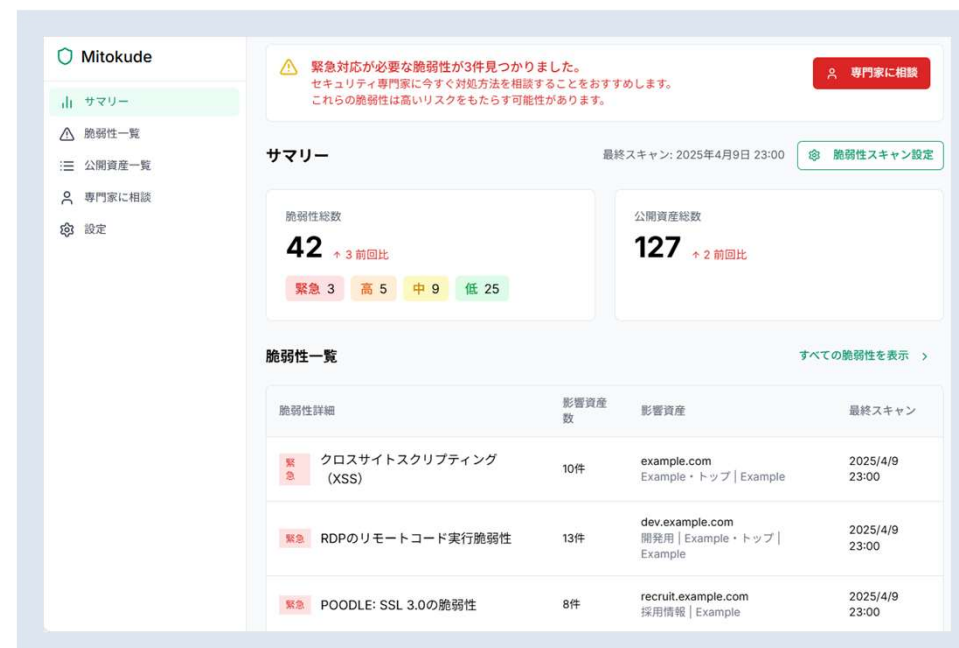 Mitokude
サマリー
脆弱性一覧
公開資産一覧
専門家に相談
設定
緊急対応が必要な脆弱性が3件見つかりました。
セキュリティ専門家に今すぐ対処方法を相談することをおすすめします。
これらの脆弱性は高いリスクをもたらす可能性があります。
専門家に相談
サマリー
最終スキャン: 2025年4月9日 23:00
脆弱性スキャン設定
脆弱性総数
42 ↑ 3 前回比
緊急 3 高 5 中 9 低 25
公開資産総数
127 ↑ 2 前回比
脆弱性一覧
すべての脆弱性を表示 >
脆弱性詳細
影響資産
数
影響資産
最終スキャン
緊
急
クロスサイトスクリプティング
（XSS）
10件
example.com
Example・トップ | Example
2025/4/9
23:00
緊急
RDPのリモートコード実行脆弱性
13件
dev.example.com
開発用 | Example・トップ |
Example
2025/4/9
23:00
緊急
POODLE: SSL 3.0の脆弱性
8件
recruit.example.com
採用情報 | Example
2025/4/9
23:00